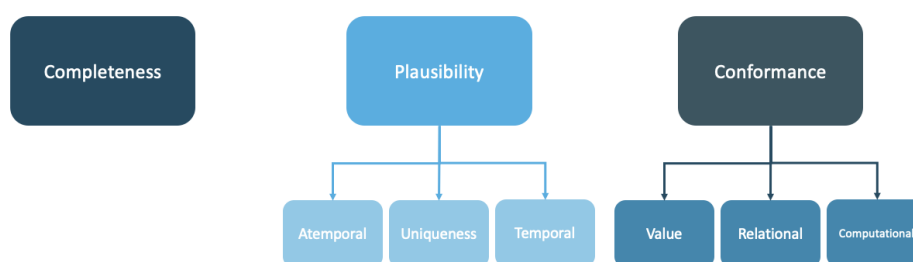 Completeness
Plausibility
Conformance
Atemporal
Uniqueness
Temporal
Value
Relational
Computational